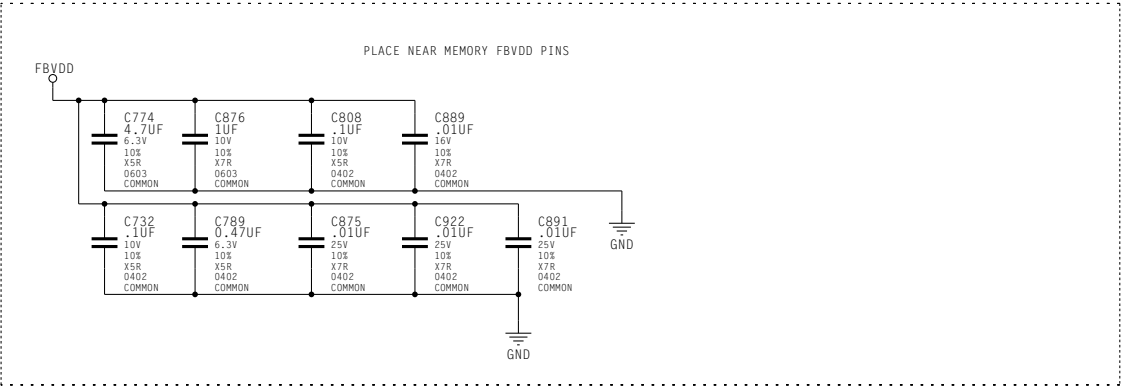 PLACE NEAR MEMORY FBVDD PINS
FBVDD
C774
4.7UF
6.3V
10%
X5R
0603
COMMON
C876
1UF
10V
10%
X7R
0603
COMMON
C808
.1UF
10V
10%
X5R
0402
COMMON
C889
.01UF
16V
10%
X7R
0402
COMMON
GND
C732
.1UF
10V
10%
X5R
0402
COMMON
C789
0.47UF
6.3V
10%
X5R
0402
COMMON
C875
.01UF
25V
10%
X7R
0402
COMMON
C922
.01UF
25V
10%
X7R
0402
COMMON
C891
.01UF
25V
10%
X7R
0402
COMMON
GND